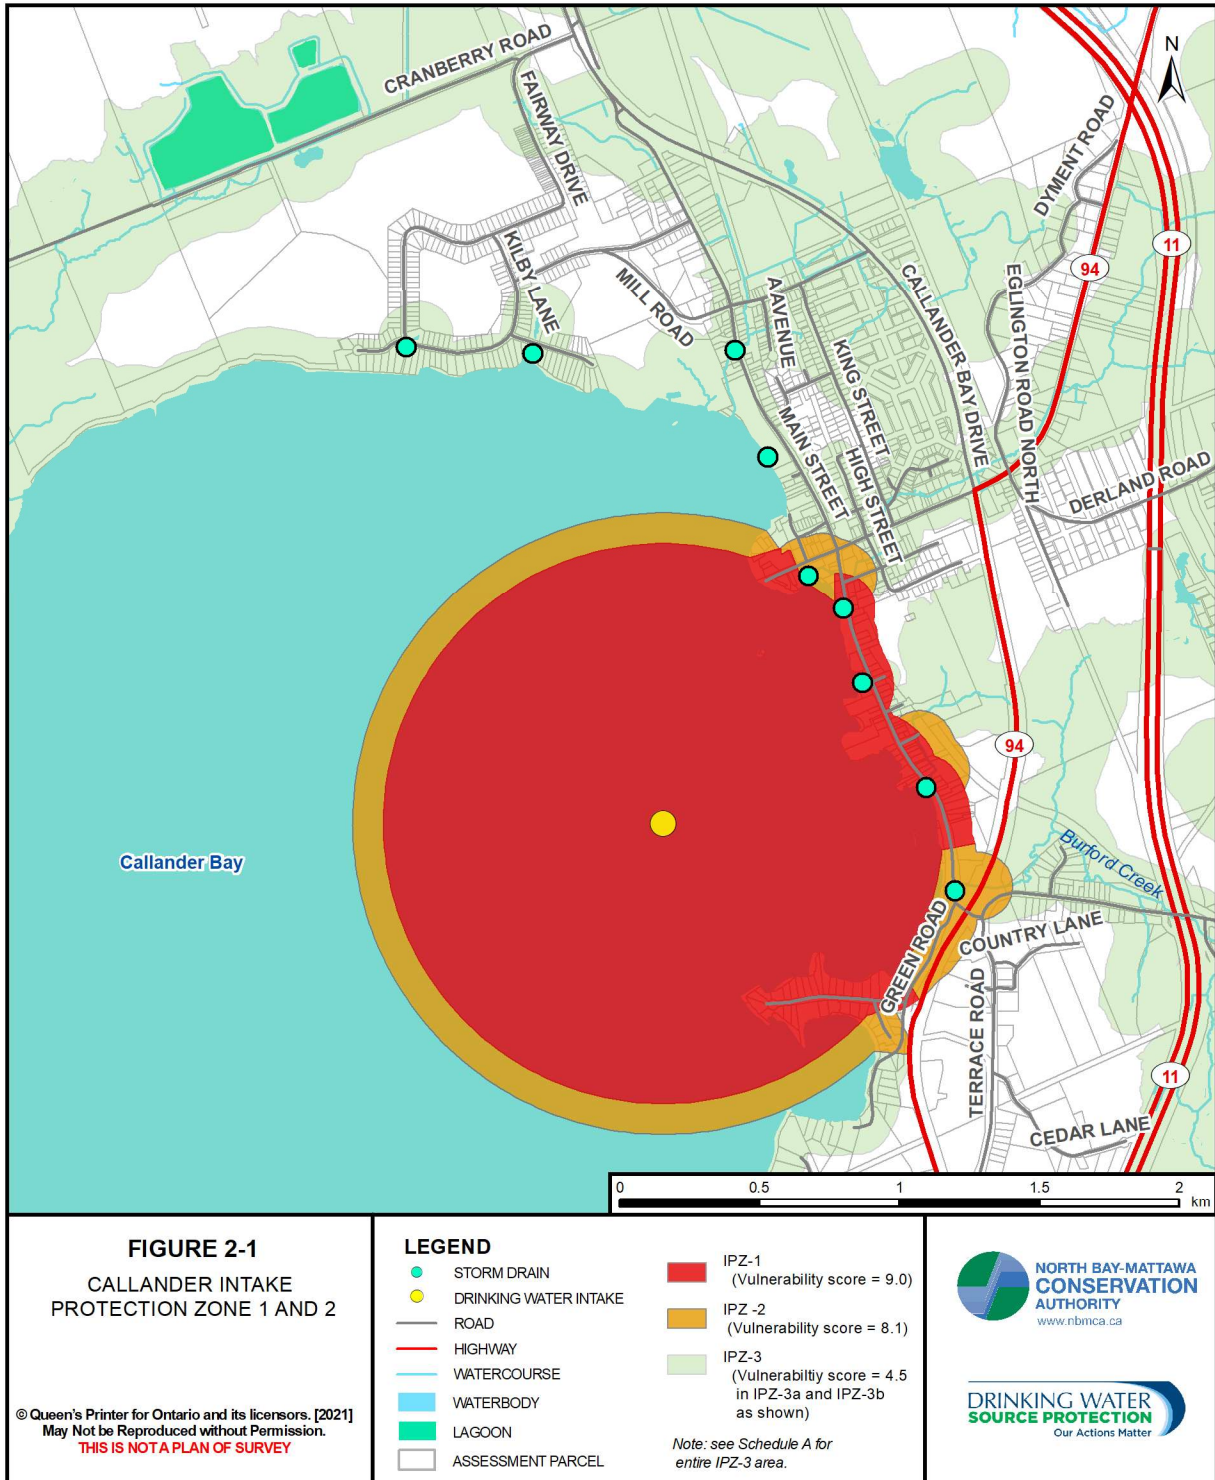 N
CRANBERRY ROAD
FAIRWAY DRIVE
DYMENT ROAD
11
94
KILBY LANE
MILL ROAD
A AVENUE
CALLANDER BAY DRIVE
EGLINGTON ROAD NORTH
KING STREET
MAIN STREET
HIGH STREET
DERLAND ROAD
94
Callander Bay
Burford Creek
GREEN ROAD
COUNTRY LANE
TERRACE ROAD
11
CEDAR LANE
0 0.5 1 1.5 2
km
FIGURE 2-1
CALLANDER INTAKE
PROTECTION ZONE 1 AND 2
© Queen's Printer for Ontario and its licensors. [2021]
May Not be Reproduced without Permission.
THIS IS NOT A PLAN OF SURVEY
LEGEND
STORM DRAIN
DRINKING WATER INTAKE
ROAD
HIGHWAY
WATERCOURSE
WATERBODY
LAGOON
ASSESSMENT PARCEL
IPZ-1
(Vulnerability score = 9.0)
IPZ -2
(Vulnerability score = 8.1)
IPZ-3
(Vulnerabiltiy score = 4.5
in IPZ-3a and IPZ-3b
as shown)
Note: see Schedule A for
entire IPZ-3 area.
NORTH BAY-MATTAWA
CONSERVATION
AUTHORITY
www.nbmca.ca
DRINKING WATER
SOURCE PROTECTION
Our Actions Matter